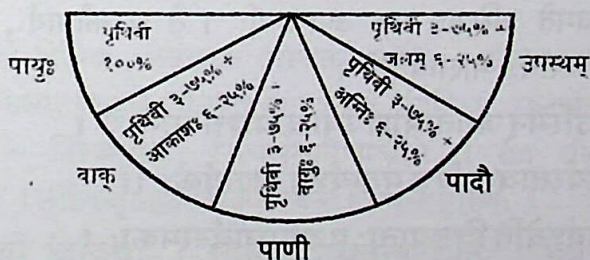 पायुः
पृथिवी
१००%
वाक्
पृथिवी ३-७५% +
आकाशः ६-२५%
पाणी
पृथिवी ३-७५% +
वायुः ६-२५%
पादौ
पृथिवी ३-७५% +
अग्निः ६-२५%
उपस्थम्
पृथिवी ३-७५% +
जलम् ६-२५%